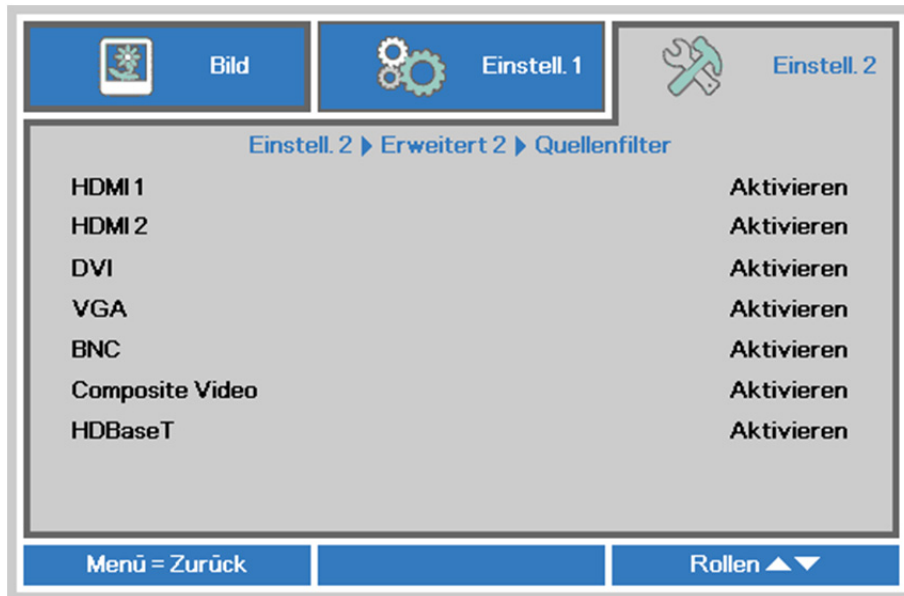 Bild Einstell. 1 Einstell. 2
Einstell. 2 ▶ Erweitert 2 ▶ Quellenfilter
HDMI 1 Aktivieren
HDMI 2 Aktivieren
DVI Aktivieren
VGA Aktivieren
BNC Aktivieren
Composite Video Aktivieren
HDBaseT Aktivieren
Menü = Zurück Rollen ▲▼